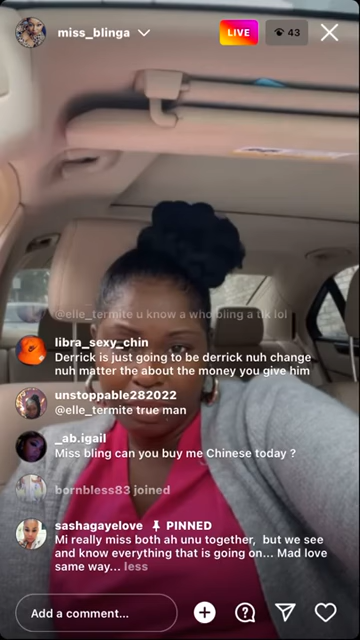 miss_blinga
LIVE
43
@elle_termite u know a who bling a tlk lol
libra_sexy_chin
Derrick is just going to be derrick nuh change
nuh matter the about the money you give him
unstoppable282022
@elle_termite true man
_ab.igail
Miss bling can you buy me Chinese today ?
bornbless83 joined
sashagayelove PINNED
Mi really miss both ah unu together, but we see
and know everything that is going on... Mad love
same way... less
Add a comment...